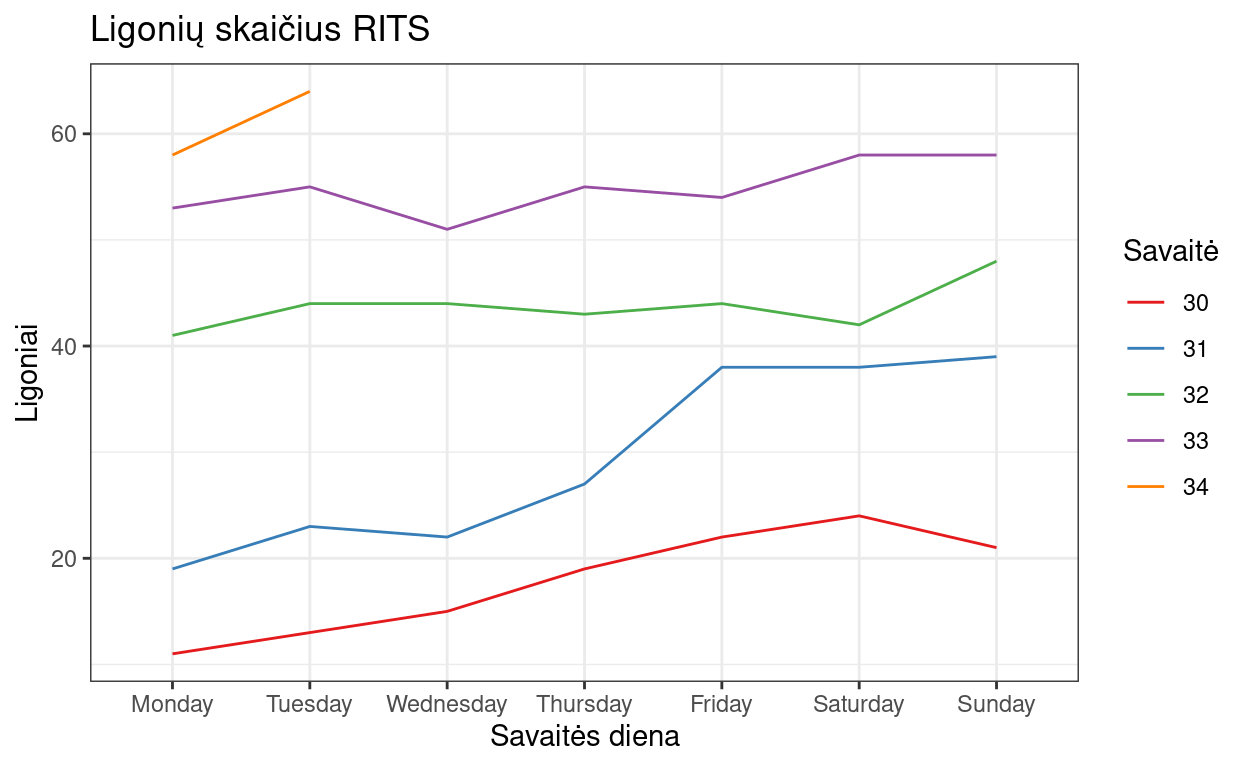 Ligonių skaičius RITS
Ligoniai
60
40
20
Monday Tuesday Wednesday Thursday Friday Saturday Sunday
Savaitės diena
Savaitė
30
31
32
33
34